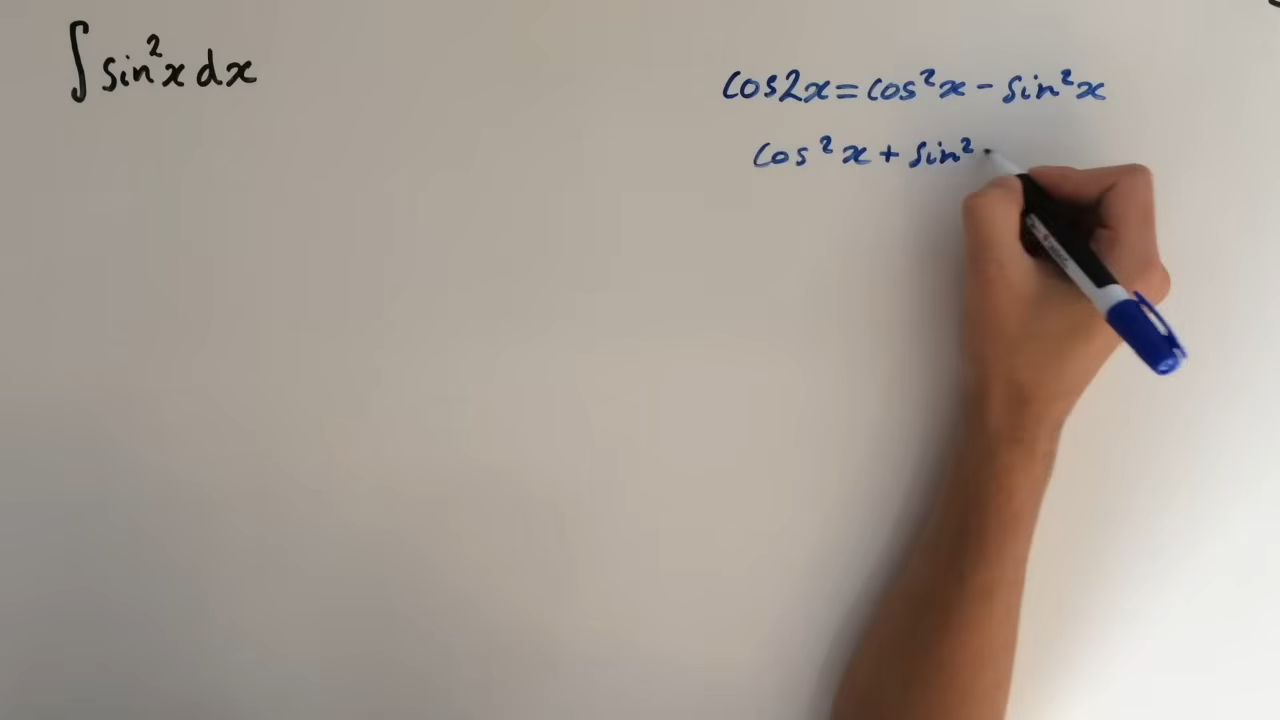 ∫sin²x dx
cos2x = cos²x - sin²x
cos²x + sin²